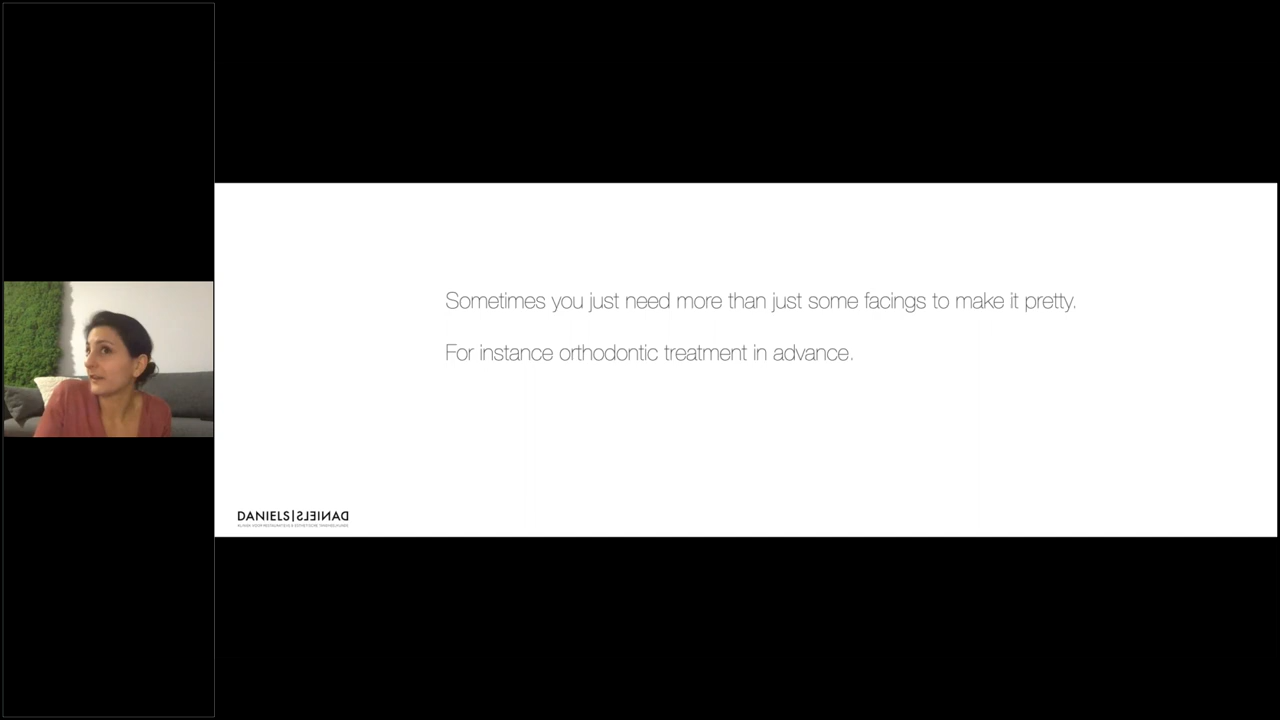 Sometimes you just need more than just some facings to make it pretty.
For instance orthodontic treatment in advance.
DANIELS|DANIELS